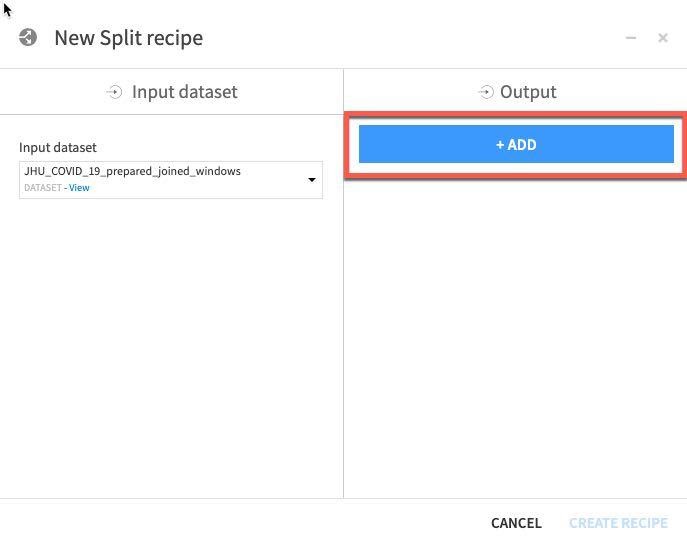 New Split recipe
Input dataset
Output
Input dataset
JHU_COVID_19_prepared_joined_windows
DATASET - View
+ ADD
CANCEL
CREATE RECIPE